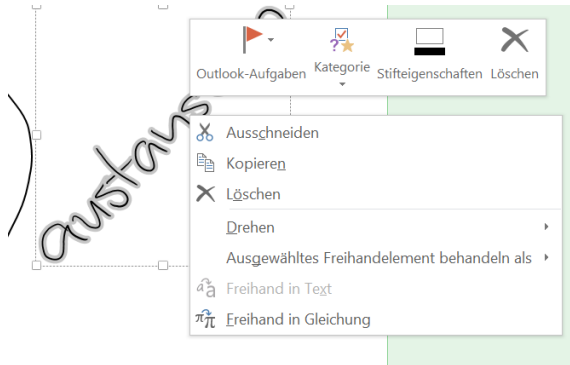 Outlook-Aufgaben Kategorie Stifteigenschaften Löschen
Ausschneiden
Kopieren
Löschen
Drehen
Ausgewähltes Freihandelement behandeln als
Freihand in Text
Freihand in Gleichung
austaus